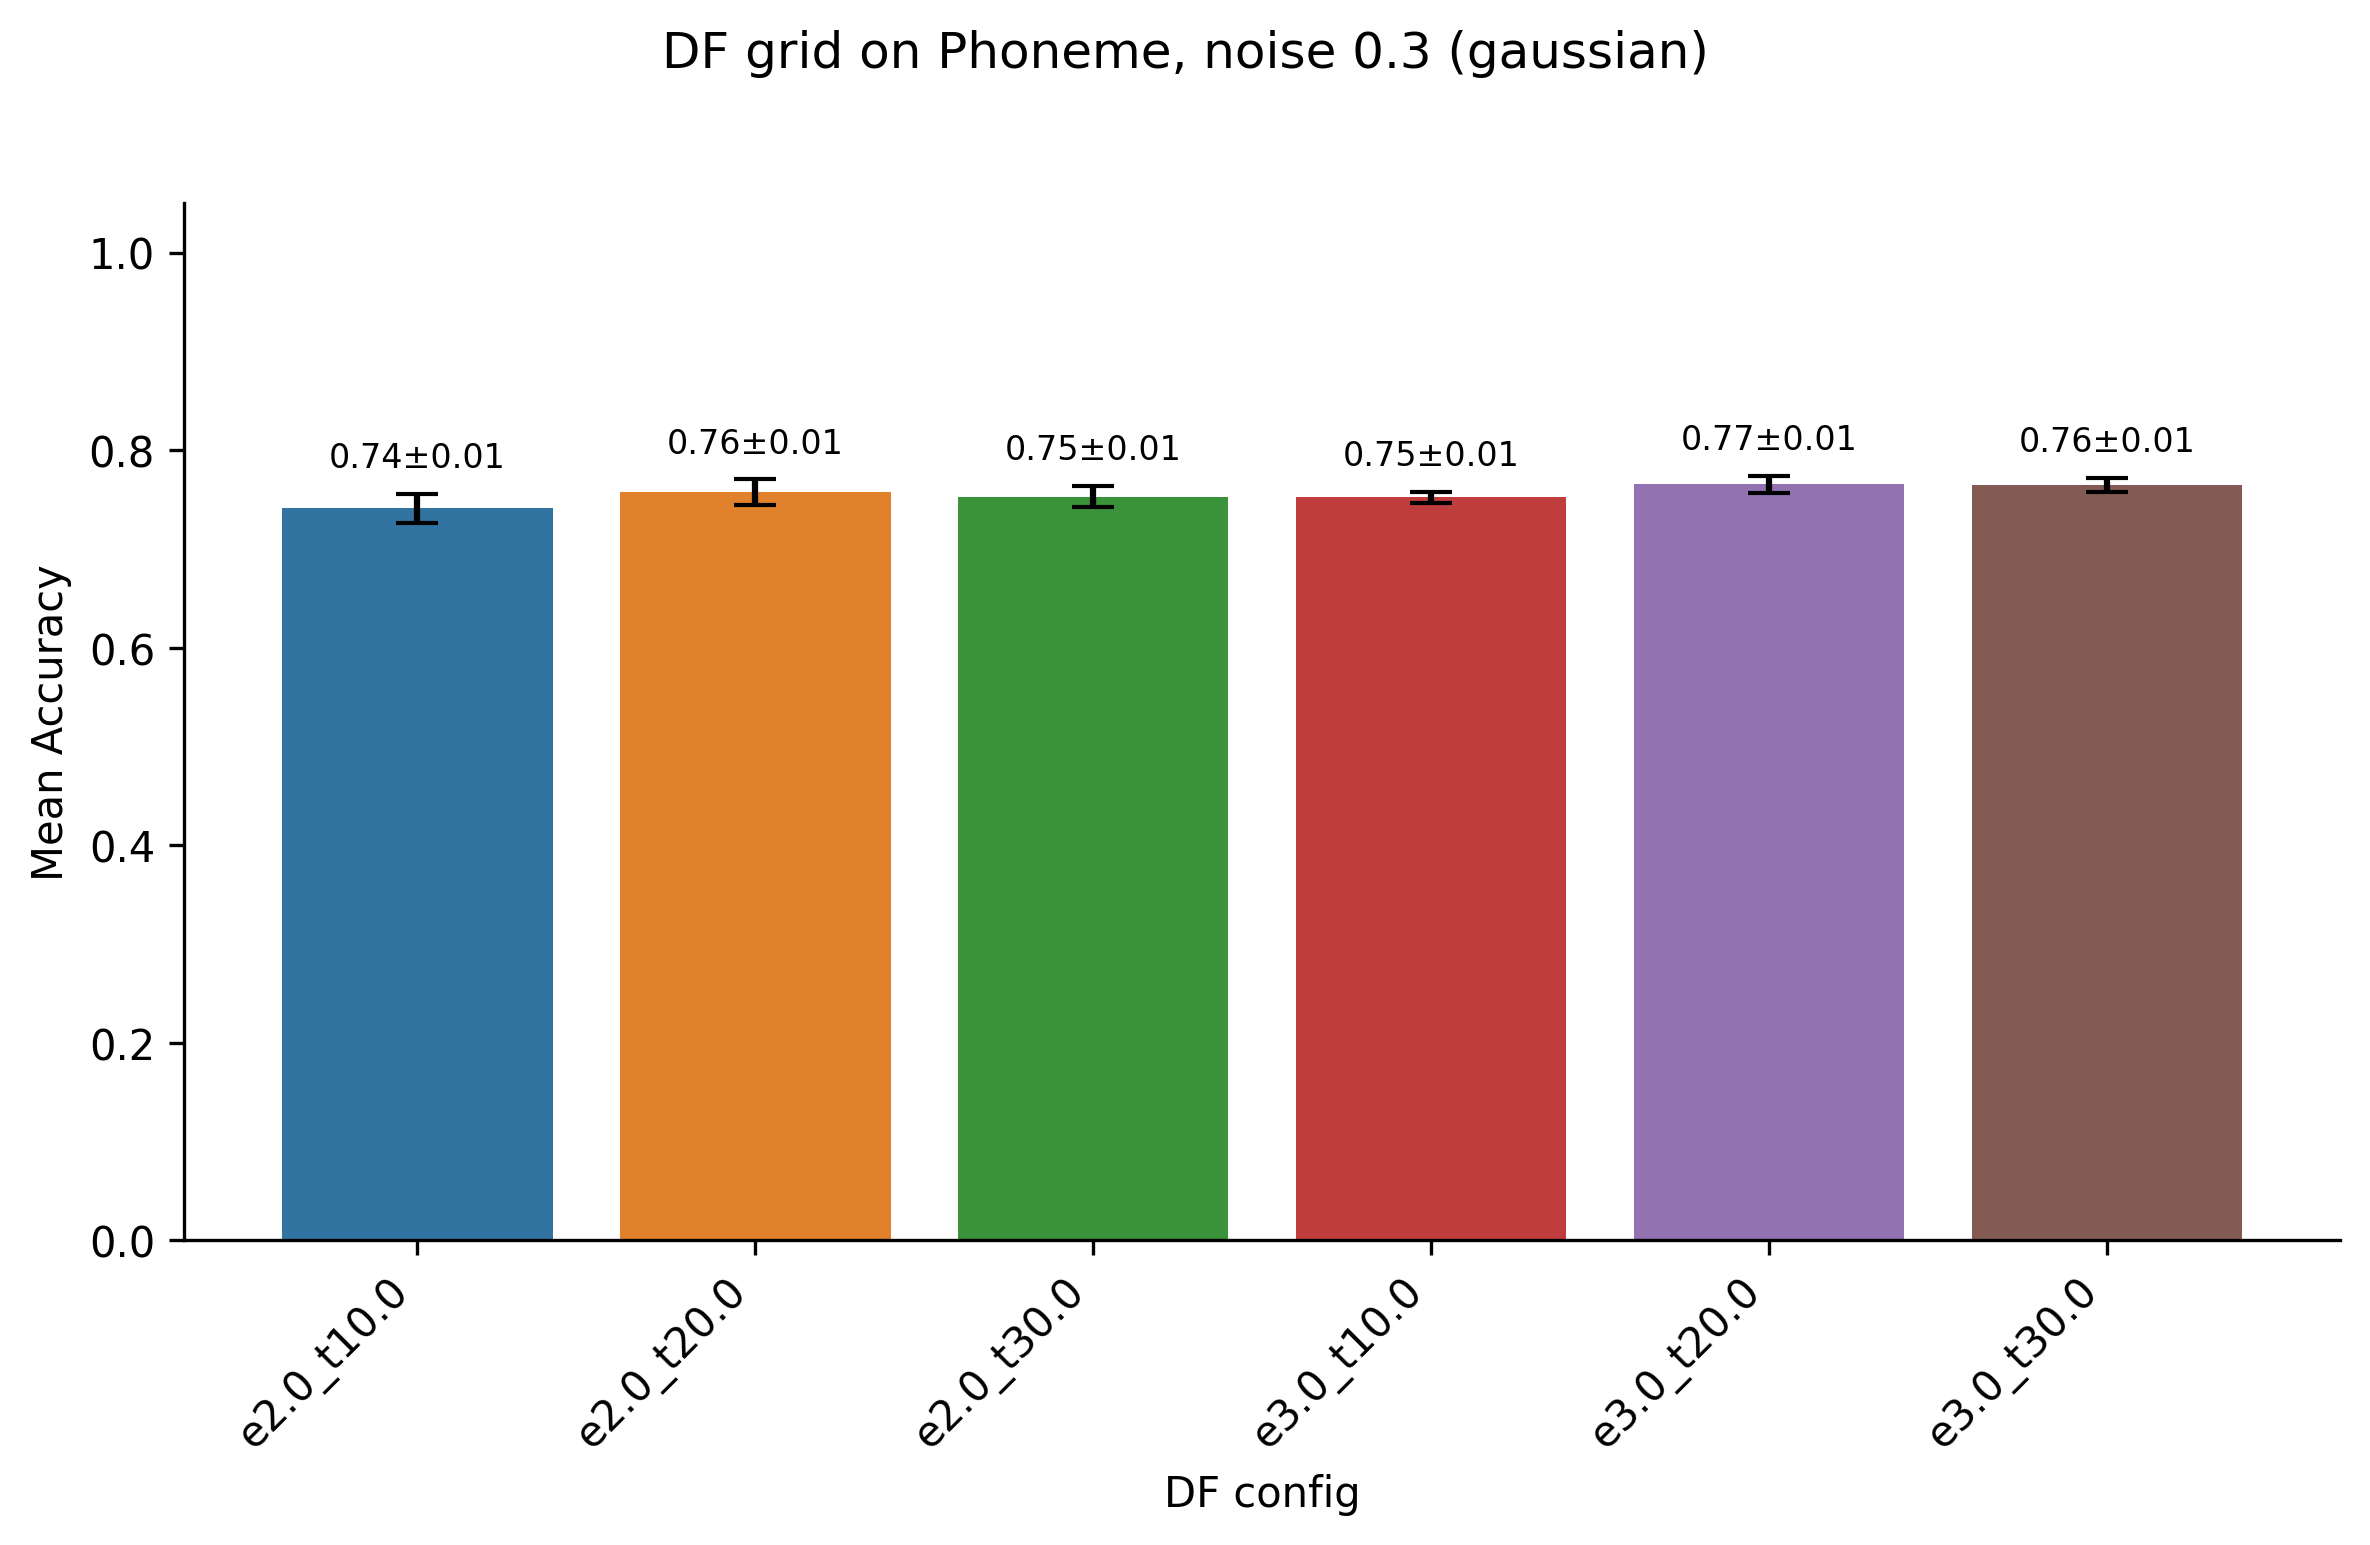 DF grid on Phoneme, noise 0.3 (gaussian)
Mean Accuracy
1.0
0.8
0.6
0.4
0.2
0.0
0.74±0.01
0.76±0.01
0.75±0.01
0.75±0.01
0.77±0.01
0.76±0.01
e2.0_t10.0
e2.0_t20.0
e2.0_t30.0
e3.0_t10.0
e3.0_t20.0
e3.0_t30.0
DF config